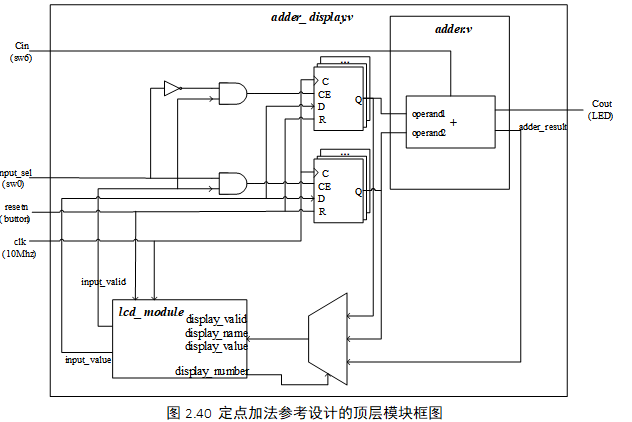 adder_display.v
adder.v
Cin
(sw6)
...
C
CE
D
R
Q
operand1
operand2
+
Cout
(LED)
adder_result
input_sel
(sw0)
...
C
CE
D
R
Q
resetn
(button)
clk
(10Mhz)
input_valid
input_value
lcd_module
display_valid
display_name
display_value
display_number
图 2.40 定点加法参考设计的顶层模块框图